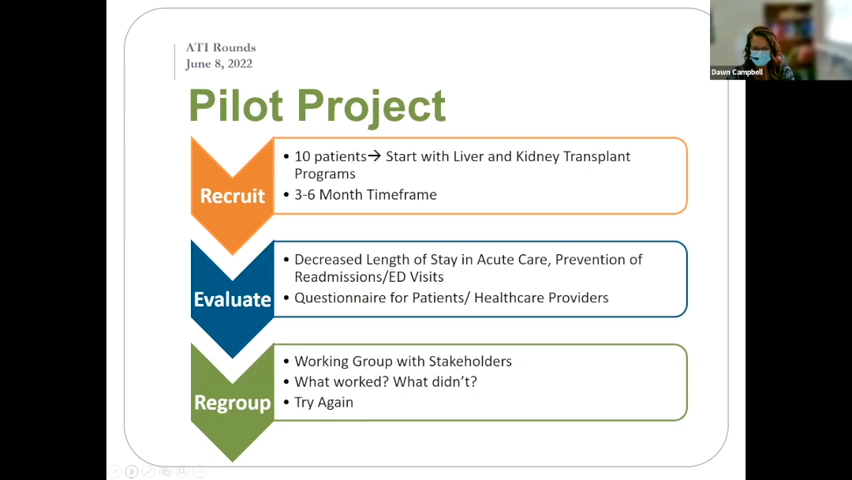 ATI Rounds
June 8, 2022
Dawn Campbell
Pilot Project
Recruit
• 10 patients→ Start with Liver and Kidney Transplant
Programs
• 3-6 Month Timeframe
Evaluate
• Decreased Length of Stay in Acute Care, Prevention of
Readmissions/ED Visits
• Questionnaire for Patients/ Healthcare Providers
Regroup
• Working Group with Stakeholders
• What worked? What didn't?
• Try Again